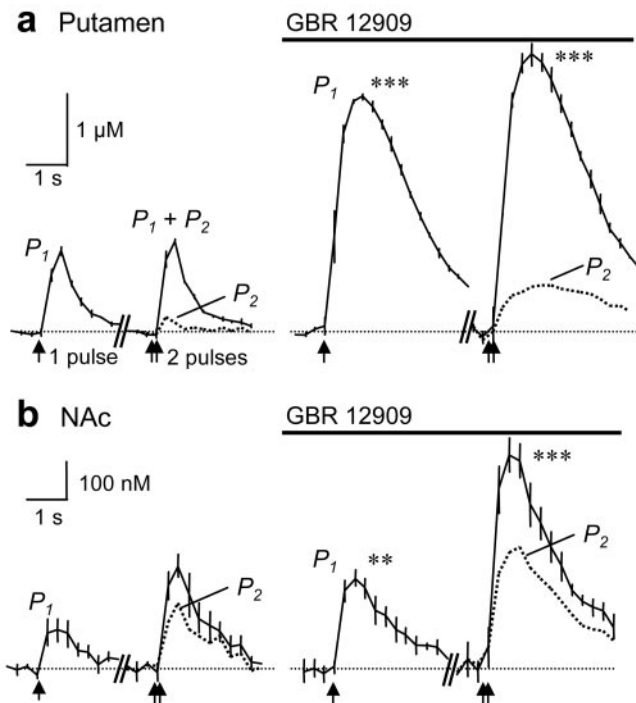 a Putamen
GBR 12909
1 µM
1 s
P1
P1 + P2
P2
1 pulse
2 pulses
P1
***
***
P2
b NAc
GBR 12909
100 nM
1 s
P1
P2
P1
**
***
P2